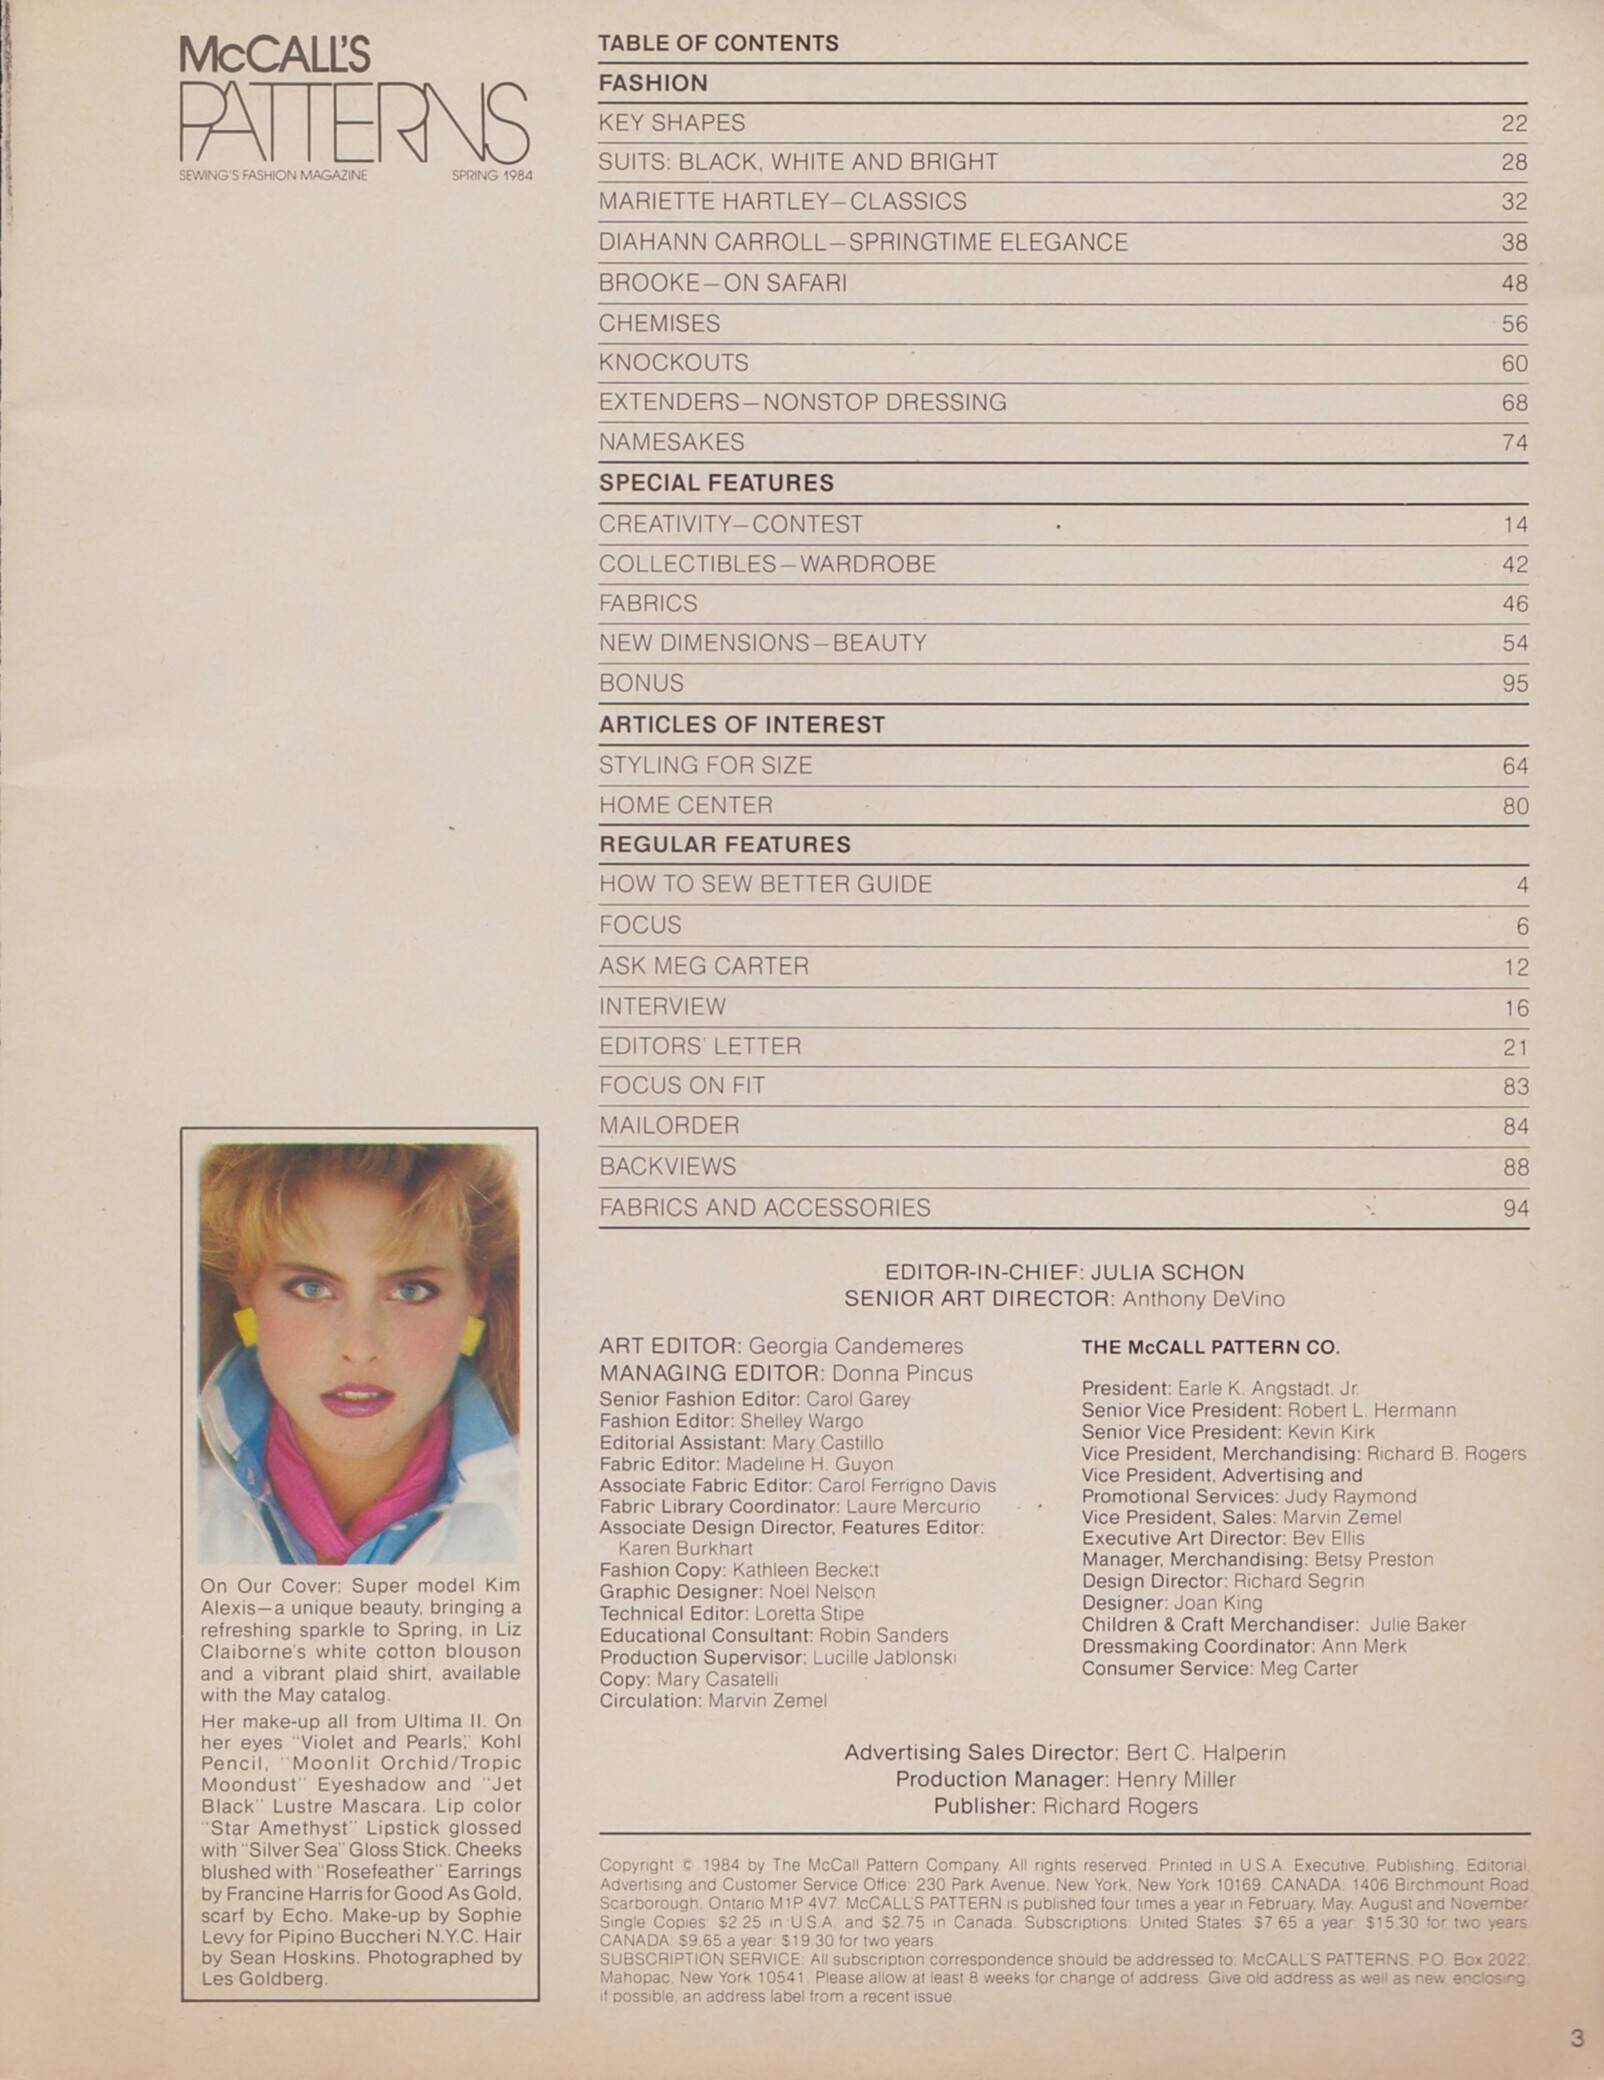 McCALL'S
PATTERNS
SEWING'S FASHION MAGAZINE SPRING 1984
TABLE OF CONTENTS
FASHION
KEY SHAPES 22
SUITS: BLACK, WHITE AND BRIGHT 28
MARIETTE HARTLEY—CLASSICS 32
DIAHANN CARROLL—SPRINGTIME ELEGANCE 38
BROOKE—ON SAFARI 48
CHEMISES 56
KNOCKOUTS 60
EXTENDERS—NONSTOP DRESSING 68
NAMESAKES 74
SPECIAL FEATURES
CREATIVITY—CONTEST 14
COLLECTIBLES—WARDROBE 42
FABRICS 46
NEW DIMENSIONS—BEAUTY 54
BONUS 95
ARTICLES OF INTEREST
STYLING FOR SIZE 64
HOME CENTER 80
REGULAR FEATURES
HOW TO SEW BETTER GUIDE 4
FOCUS 6
ASK MEG CARTER 12
INTERVIEW 16
EDITORS' LETTER 21
FOCUS ON FIT 83
MAILORDER 84
BACKVIEWS 88
FABRICS AND ACCESSORIES 94
On Our Cover: Super model Kim
Alexis—a unique beauty, bringing a
refreshing sparkle to Spring, in Liz
Claiborne's white cotton blouson
and a vibrant plaid shirt, available
with the May catalog.
Her make-up all from Ultima II. On
her eyes "Violet and Pearls," Kohl
Pencil, "Moonlit Orchid/Tropic
Moondust" Eyeshadow and "Jet
Black" Lustre Mascara. Lip color
"Star Amethyst" Lipstick glossed
with "Silver Sea" Gloss Stick. Cheeks
blushed with "Rosefeather" Earrings
by Francine Harris for Good As Gold,
scarf by Echo. Make-up by Sophie
Levy for Pipino Buccheri N.Y.C. Hair
by Sean Hoskins. Photographed by
Les Goldberg.
EDITOR-IN-CHIEF: JULIA SCHON
SENIOR ART DIRECTOR: Anthony DeVino
ART EDITOR: Georgia Candemeres
MANAGING EDITOR: Donna Pincus
Senior Fashion Editor: Carol Garey
Fashion Editor: Shelley Wargo
Editorial Assistant: Mary Castillo
Fabric Editor: Madeline H. Guyon
Associate Fabric Editor: Carol Ferrigno Davis
Fabric Library Coordinator: Laure Mercurio
Associate Design Director, Features Editor:
Karen Burkhart
Fashion Copy: Kathleen Beckett
Graphic Designer: Noël Nelson
Technical Editor: Loretta Stipe
Educational Consultant: Robin Sanders
Production Supervisor: Lucille Jablonski
Copy: Mary Casatelli
Circulation: Marvin Zemel
THE McCALL PATTERN CO.
President: Earle K. Angstadt, Jr.
Senior Vice President: Robert L. Hermann
Senior Vice President: Kevin Kirk
Vice President, Merchandising: Richard B. Rogers
Vice President, Advertising and
Promotional Services: Judy Raymond
Vice President, Sales: Marvin Zemel
Executive Art Director: Bev Ellis
Manager, Merchandising: Betsy Preston
Design Director: Richard Segrin
Designer: Joan King
Children & Craft Merchandiser: Julie Baker
Dressmaking Coordinator: Ann Merk
Consumer Service: Meg Carter
Advertising Sales Director: Bert C. Halperin
Production Manager: Henry Miller
Publisher: Richard Rogers
Copyright © 1984 by The McCall Pattern Company. All rights reserved. Printed in U.S.A. Executive, Publishing, Editorial,
Advertising and Customer Service Office: 230 Park Avenue, New York, New York 10169. CANADA: 1406 Birchmount Road,
Scarborough, Ontario M1P 4V7. McCALL'S PATTERN is published four times a year in February, May, August and November.
Single Copies: $2.25 in U.S.A. and $2.75 in Canada. Subscriptions: United States: $7.65 a year; $15.30 for two years.
CANADA: $9.65 a year; $19.30 for two years.
SUBSCRIPTION SERVICE: All subscription correspondence should be addressed to: McCALL'S PATTERNS, P.O. Box 2022,
Mahopac, New York 10541. Please allow at least 8 weeks for change of address. Give old address as well as new, enclosing,
if possible, an address label from a recent issue.
3